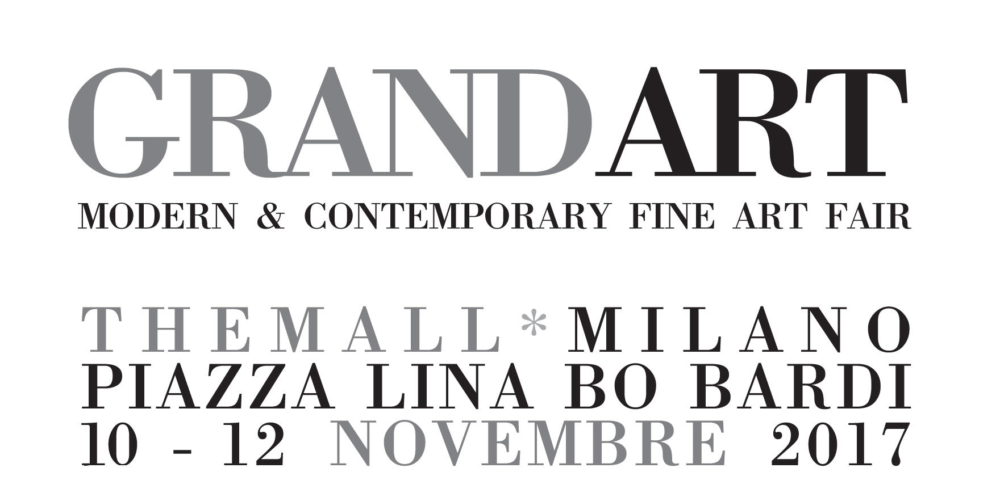 GRANDART
MODERN & CONTEMPORARY FINE ART FAIR
THEMALL*MILANO
PIAZZA LINA BO BARDI
10 - 12 NOVEMBRE 2017